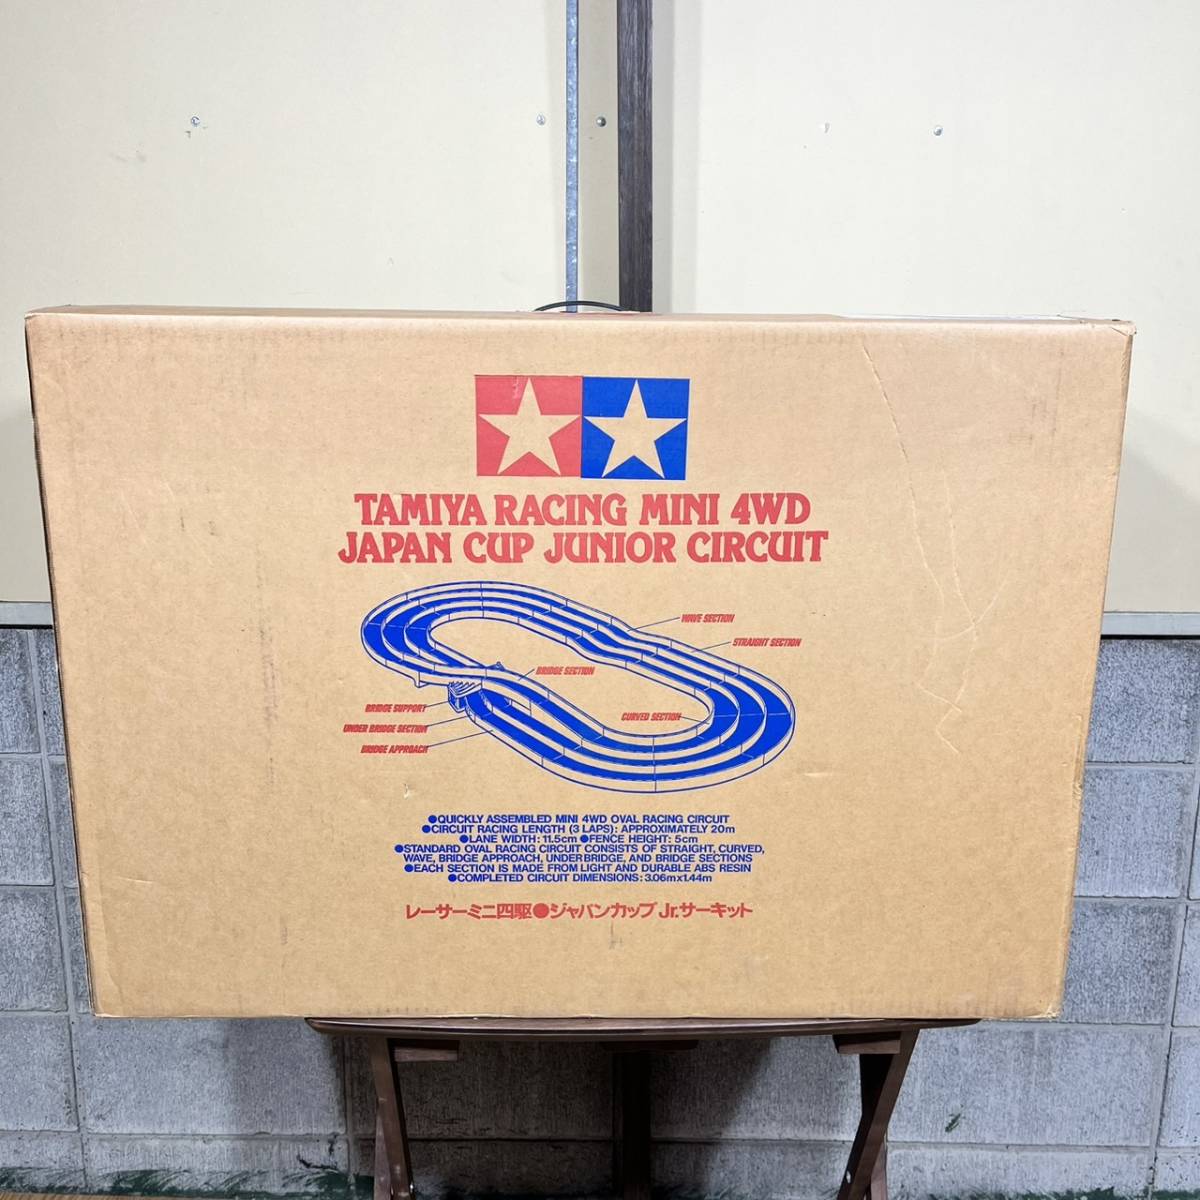 TAMIYA RACING MINI 4WD
JAPAN CUP JUNIOR CIRCUIT
WAVE SECTION
STRAIGHT SECTION
BRIDGE SECTION
BRIDGE SUPPORT
CURVED SECTION
UNDER BRIDGE SECTION
BRIDGE APPROACH
●QUICKLY ASSEMBLED MINI 4WD OVAL RACING CIRCUIT
●CIRCUIT RACING LENGTH (3 LAPS): APPROXIMATELY 20m
●LANE WIDTH: 11.5cm ●FENCE HEIGHT: 5cm
●STANDARD OVAL RACING CIRCUIT CONSISTS OF STRAIGHT, CURVED,
WAVE, BRIDGE APPROACH, UNDER BRIDGE, AND BRIDGE SECTIONS
●EACH SECTION IS MADE FROM LIGHT AND DURABLE ABS RESIN
●COMPLETED CIRCUIT DIMENSIONS: 3.06m×1.44m
レーサーミニ四駆●ジャパンカップ Jr.サーキット